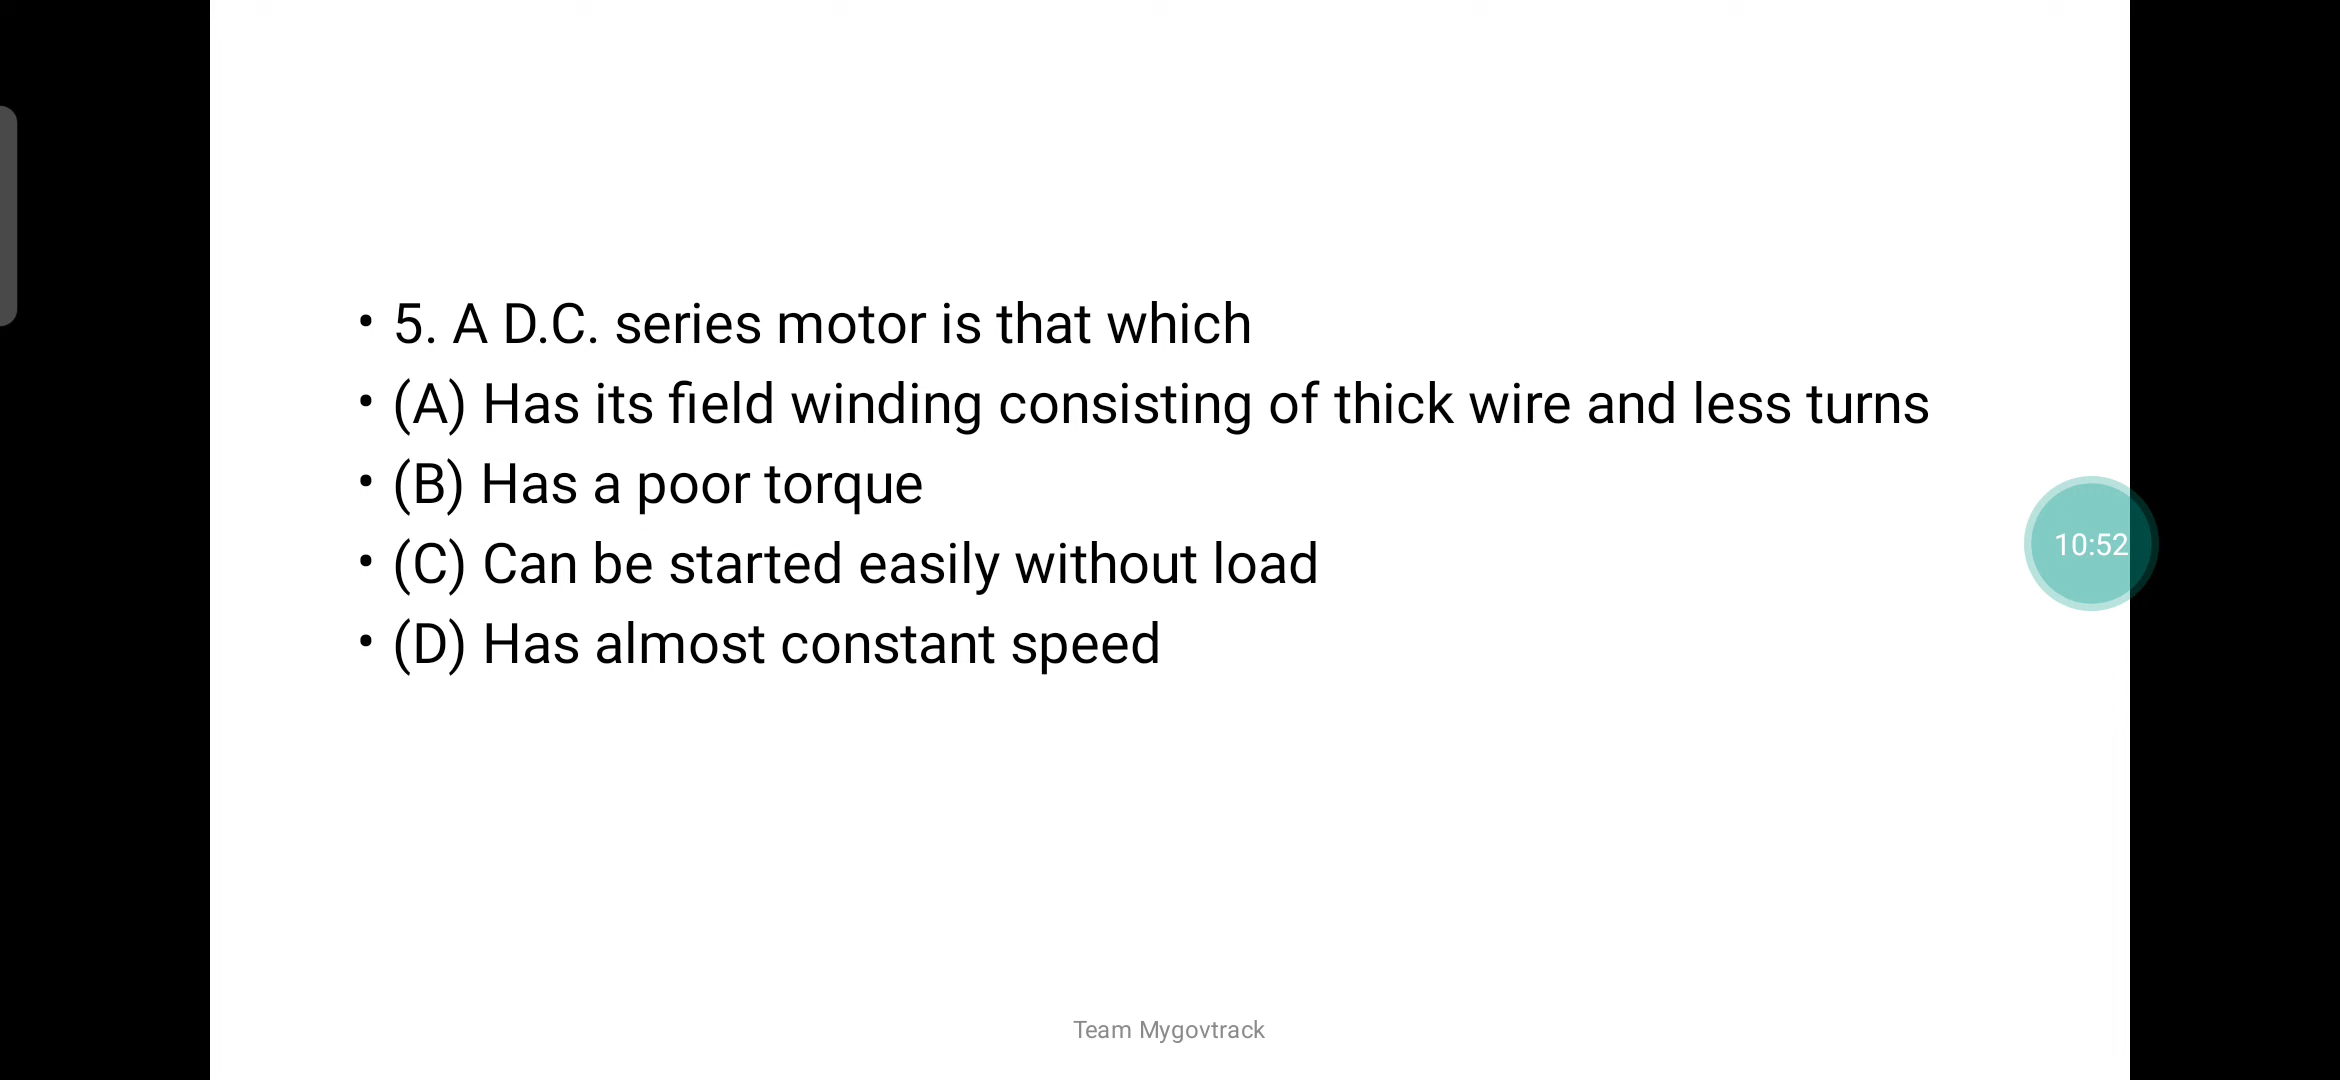 • 5. A D.C. series motor is that which
• (A) Has its field winding consisting of thick wire and less turns
• (B) Has a poor torque
• (C) Can be started easily without load
• (D) Has almost constant speed
10:52
Team Mygovtrack